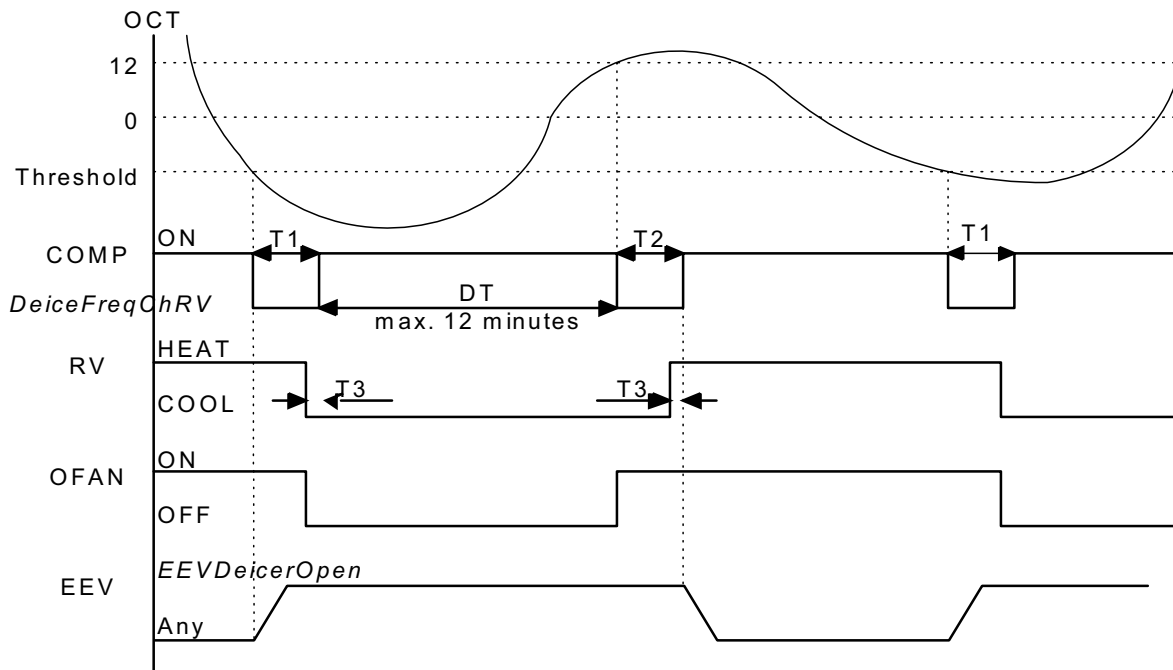 OCT
12
0
Threshold
COMP
ON
T1
T2
T1
DeiceFreqChRV
DT
max. 12 minutes
RV
HEAT
COOL
T3
T3
OFAN
ON
OFF
EEV
EEVDeicerOpen
Any